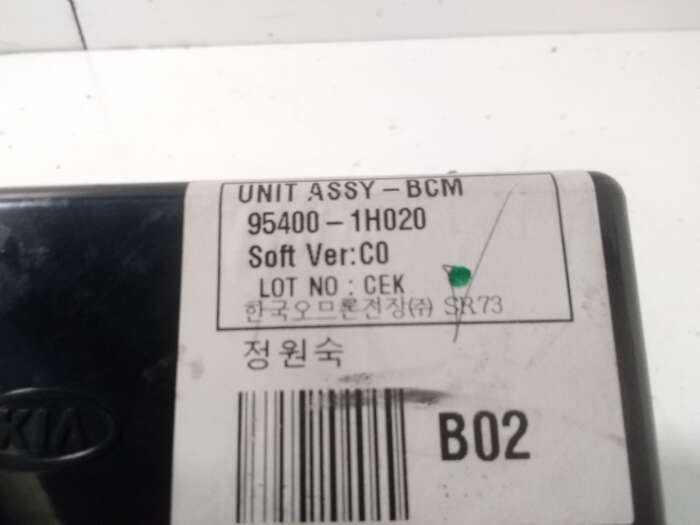 UNIT ASSY-BCM
95400-1H020
Soft Ver:C0
LOT NO : CEK
한국오므론전장㈜ SR73
정원숙
B02
KIA